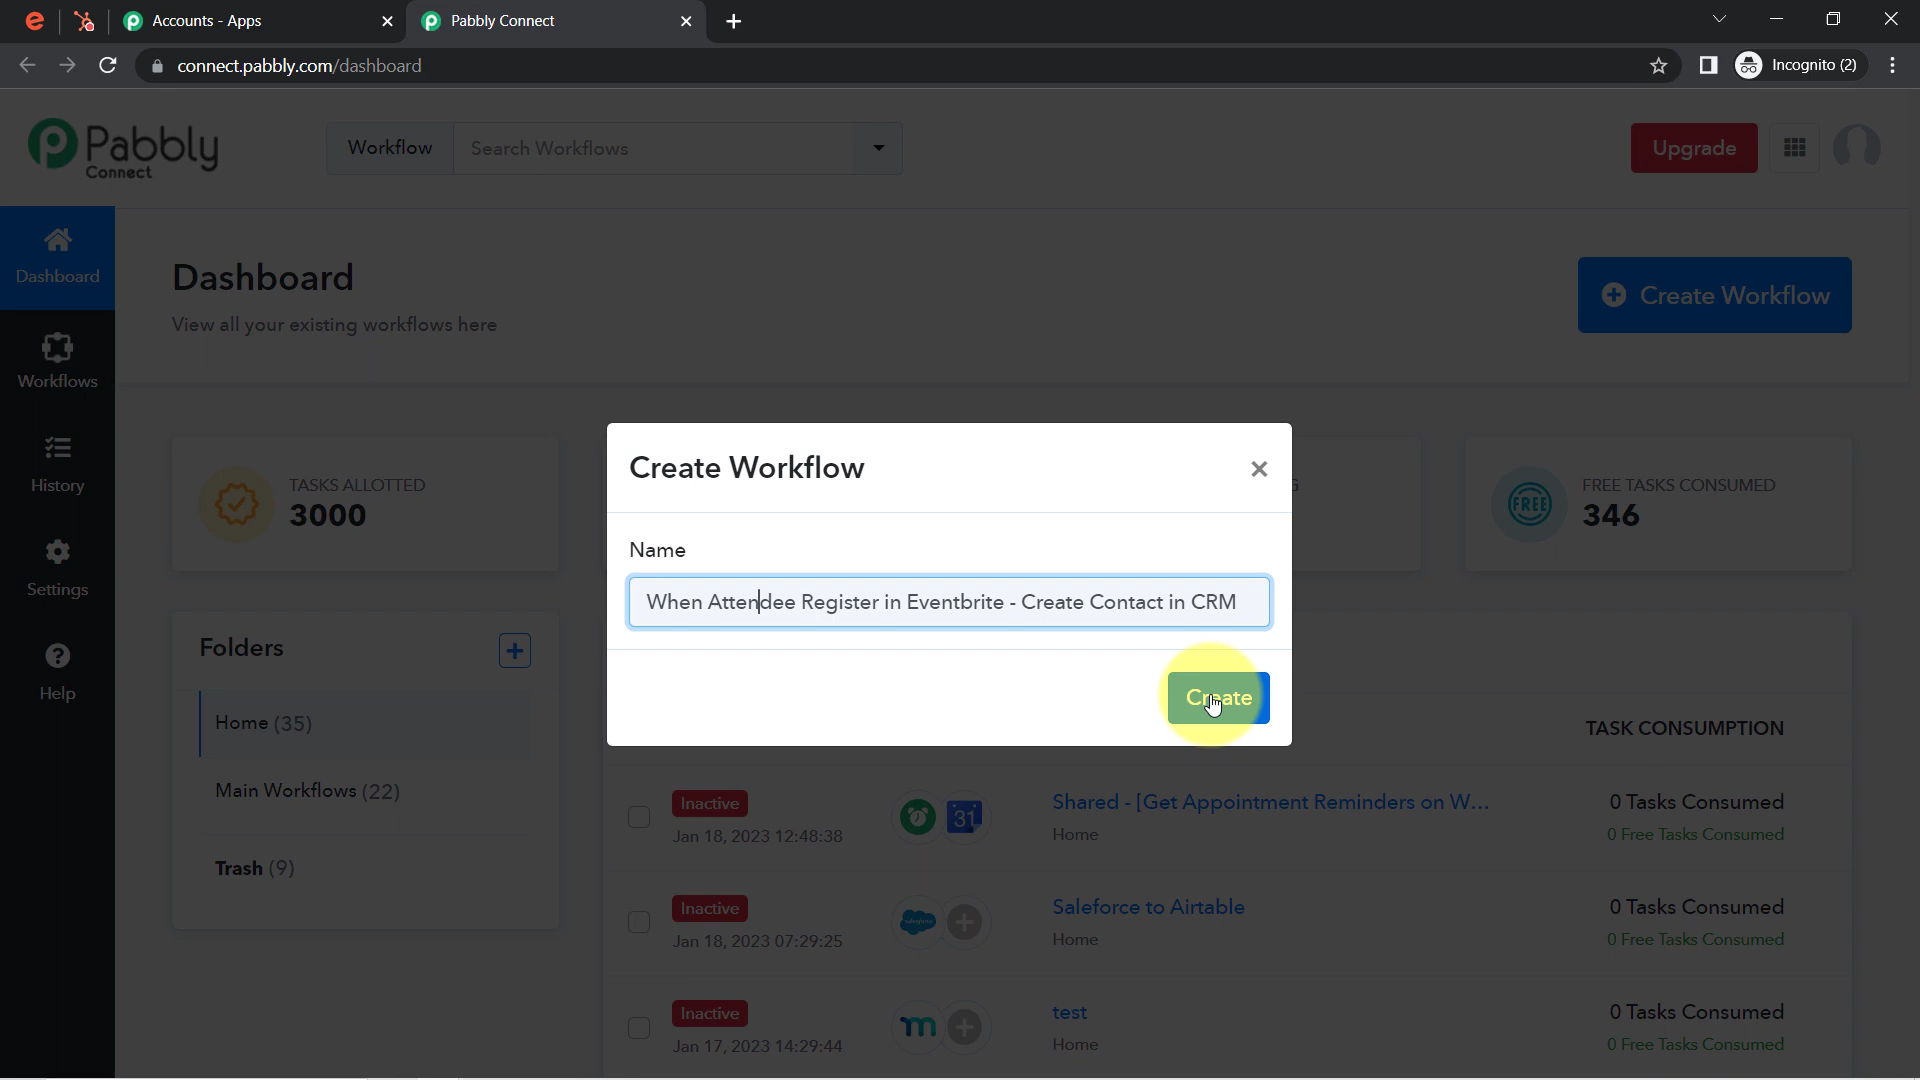 Accounts - Apps
Pabbly Connect
connect.pabbly.com/dashboard
Incognito (2)
Pabbly
Connect
Workflow
Search Workflows
Upgrade
Dashboard
Workflows
History
Settings
Help
Dashboard
View all your existing workflows here
Create Workflow
TASKS ALLOTTED
3000
FREE
FREE TASKS CONSUMED
346
Create Workflow
Name
When Attendee Register in Eventbrite - Create Contact in CRM
Create
Folders
Home (35)
Main Workflows (22)
Trash (9)
TASK CONSUMPTION
Inactive
Jan 18, 2023 12:48:38
31
Shared - [Get Appointment Reminders on W...
Home
0 Tasks Consumed
0 Free Tasks Consumed
Inactive
Jan 18, 2023 07:29:25
Saleforce to Airtable
Home
0 Tasks Consumed
0 Free Tasks Consumed
Inactive
Jan 17, 2023 14:29:44
test
Home
0 Tasks Consumed
0 Free Tasks Consumed